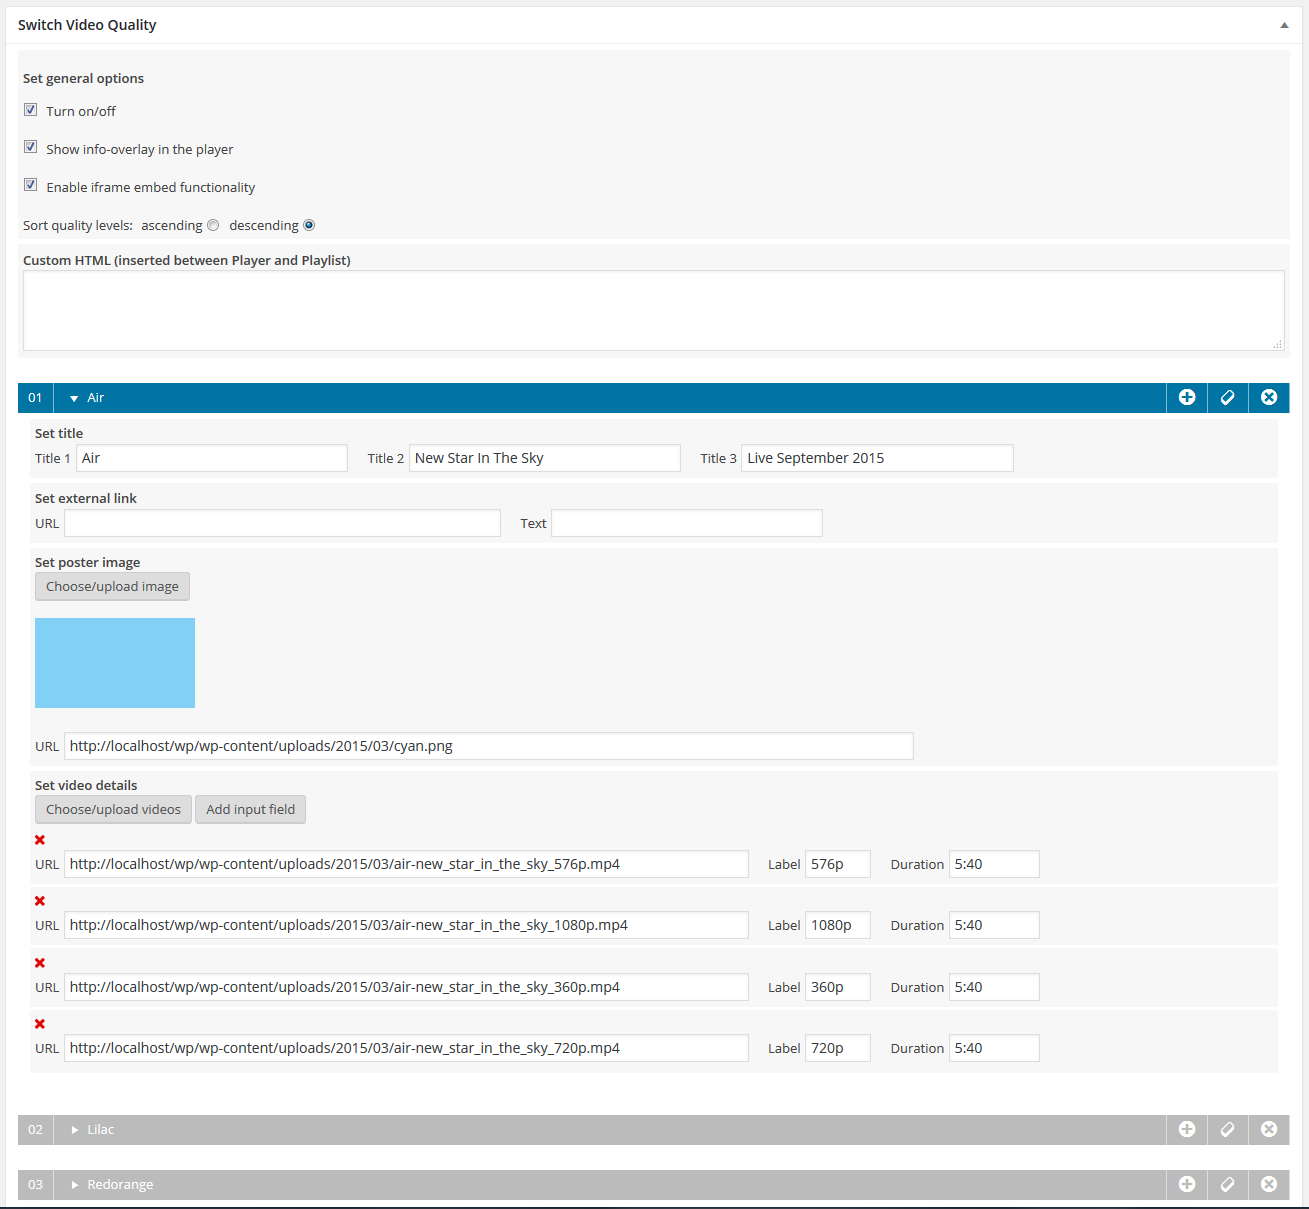 Switch Video Quality
Set general options
Turn on/off
Show info-overlay in the player
Enable iframe embed functionality
Sort quality levels: ascending descending
Custom HTML (inserted between Player and Playlist)
01 Air
Set title
Title 1 Air Title 2 New Star In The Sky Title 3 Live September 2015
Set external link
URL Text
Set poster image
Choose/upload image
URL http://localhost/wp/wp-content/uploads/2015/03/cyan.png
Set video details
Choose/upload videos Add input field
URL http://localhost/wp/wp-content/uploads/2015/03/air-new_star_in_the_sky_576p.mp4 Label 576p Duration 5:40
URL http://localhost/wp/wp-content/uploads/2015/03/air-new_star_in_the_sky_1080p.mp4 Label 1080p Duration 5:40
URL http://localhost/wp/wp-content/uploads/2015/03/air-new_star_in_the_sky_360p.mp4 Label 360p Duration 5:40
URL http://localhost/wp/wp-content/uploads/2015/03/air-new_star_in_the_sky_720p.mp4 Label 720p Duration 5:40
02 Lilac
03 Redorange